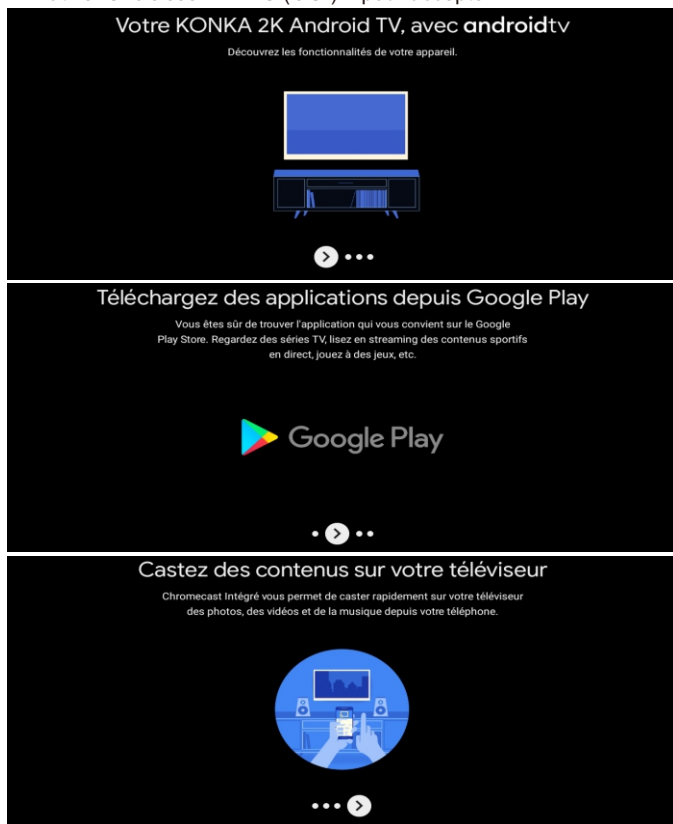 Votre KONKA 2K Android TV, avec androidtv
Découvrez les fonctionnalités de votre appareil.
Téléchargez des applications depuis Google Play
Vous êtes sûr de trouver l'application qui vous convient sur le Google
Play Store. Regardez des séries TV, lisez en streaming des contenus sportifs
en direct, jouez à des jeux, etc.
Google Play
Castez des contenus sur votre téléviseur
Chromecast Intégré vous permet de caster rapidement sur votre téléviseur
des photos, des vidéos et de la musique depuis votre téléphone.